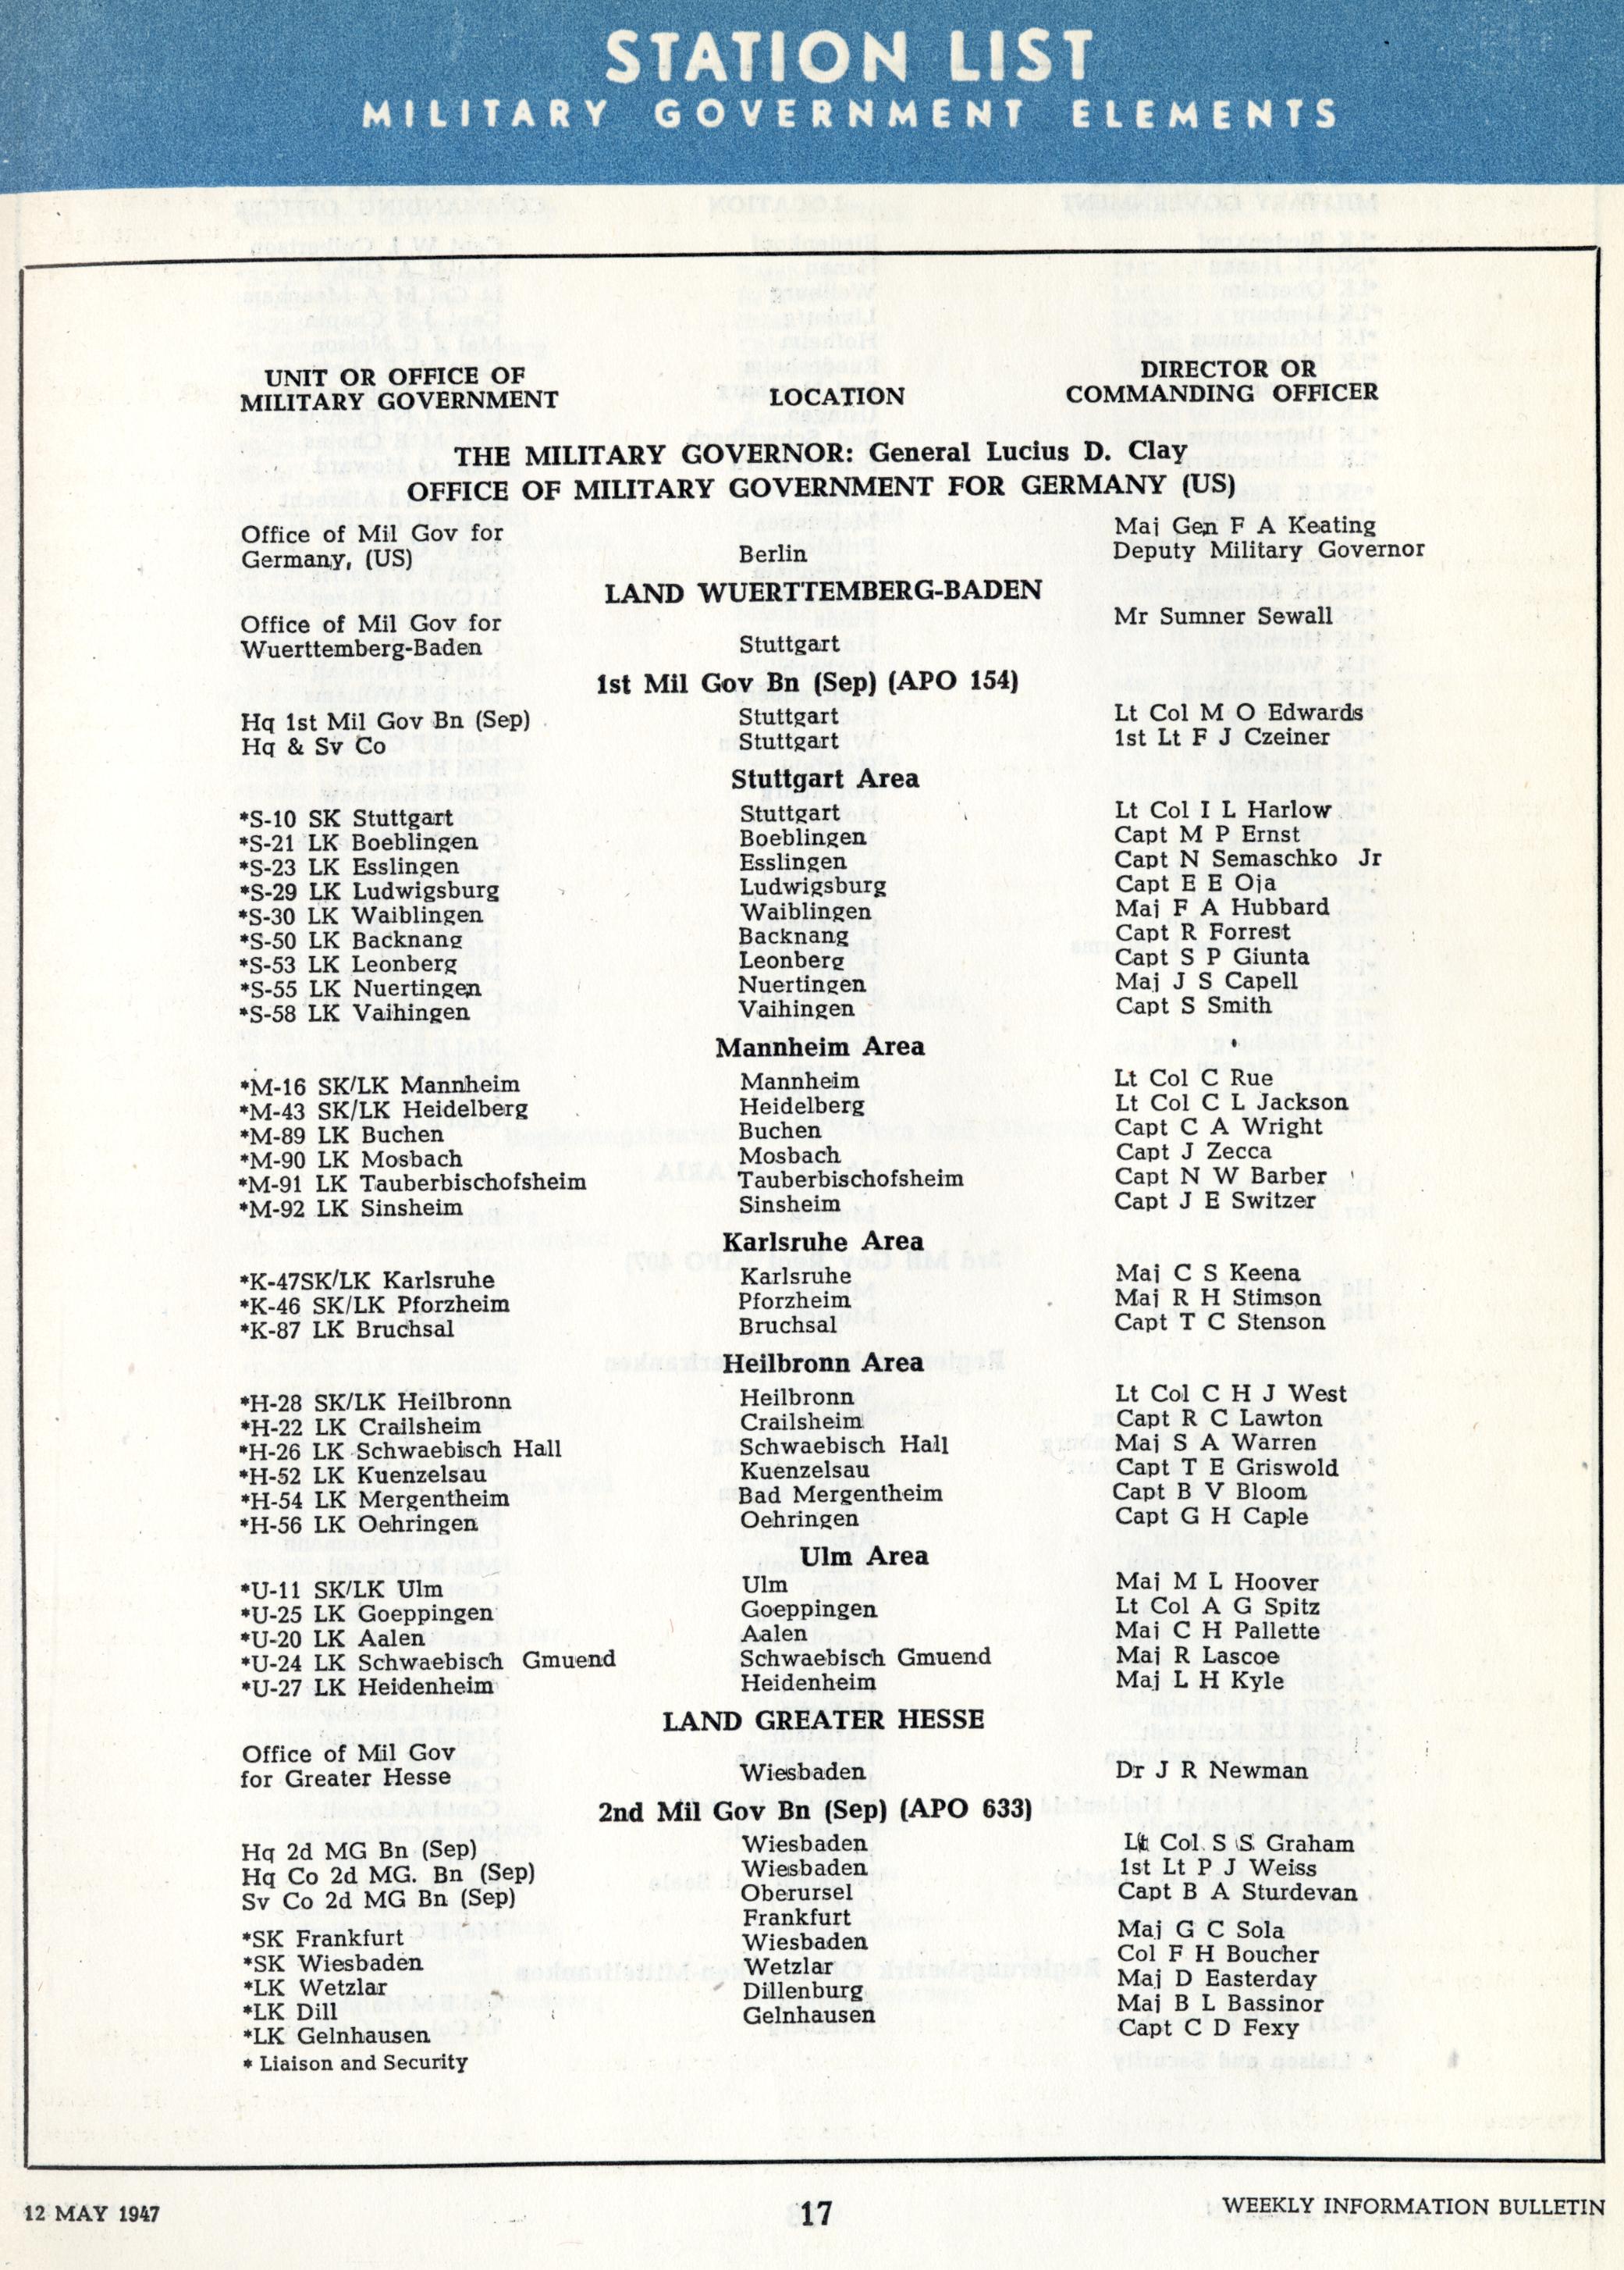 STATION LIST
MILITARY GOVERNMENT ELEMENTS
UNIT OR OFFICE OF MILITARY GOVERNMENT LOCATION DIRECTOR OR COMMANDING OFFICER
THE MILITARY GOVERNOR: General Lucius D. Clay
OFFICE OF MILITARY GOVERNMENT FOR GERMANY (US)
Office of Mil Gov for Maj Gen F A Keating
Germany, (US) Berlin Deputy Military Governor
LAND WUERTTEMBERG-BADEN
Office of Mil Gov for Mr Sumner Sewall
Wuerttemberg-Baden Stuttgart
1st Mil Gov Bn (Sep) (APO 154)
Hq 1st Mil Gov Bn (Sep) Stuttgart Lt Col M O Edwards
Hq & Sv Co Stuttgart 1st Lt F J Czeiner
Stuttgart Area
*S-10 SK Stuttgart Stuttgart Lt Col I L Harlow
*S-21 LK Boeblingen Boeblingen Capt M P Ernst
*S-23 LK Esslingen Esslingen Capt N Semaschko Jr
*S-29 LK Ludwigsburg Ludwigsburg Capt E E Oja
*S-30 LK Waiblingen Waiblingen Maj F A Hubbard
*S-50 LK Backnang Backnang Capt R Forrest
*S-53 LK Leonberg Leonberg Capt S P Giunta
*S-55 LK Nuertingen Nuertingen Maj J S Capell
*S-58 LK Vaihingen Vaihingen Capt S Smith
Mannheim Area
*M-16 SK/LK Mannheim Mannheim Lt Col C Rue
*M-43 SK/LK Heidelberg Heidelberg Lt Col C L Jackson
*M-89 LK Buchen Buchen Capt C A Wright
*M-90 LK Mosbach Mosbach Capt J Zecca
*M-91 LK Tauberbischofsheim Tauberbischofsheim Capt N W Barber
*M-92 LK Sinsheim Sinsheim Capt J E Switzer
Karlsruhe Area
*K-47SK/LK Karlsruhe Karlsruhe Maj C S Keena
*K-46 SK/LK Pforzheim Pforzheim Maj R H Stimson
*K-87 LK Bruchsal Bruchsal Capt T C Stenson
Heilbronn Area
*H-28 SK/LK Heilbronn Heilbronn Lt Col C H J West
*H-22 LK Crailsheim Crailsheim Capt R C Lawton
*H-26 LK Schwaebisch Hall Schwaebisch Hall Maj S A Warren
*H-52 LK Kuenzelsau Kuenzelsau Capt T E Griswold
*H-54 LK Mergentheim Bad Mergentheim Capt B V Bloom
*H-56 LK Oehringen Oehringen Capt G H Caple
Ulm Area
*U-11 SK/LK Ulm Ulm Maj M L Hoover
*U-25 LK Goeppingen Goeppingen Lt Col A G Spitz
*U-20 LK Aalen Aalen Maj C H Pallette
*U-24 LK Schwaebisch Gmuend Schwaebisch Gmuend Maj R Lascoe
*U-27 LK Heidenheim Heidenheim Maj L H Kyle
LAND GREATER HESSE
Office of Mil Gov
for Greater Hesse Wiesbaden Dr J R Newman
2nd Mil Gov Bn (Sep) (APO 633)
Hq 2d MG Bn (Sep) Wiesbaden Lt Col S S Graham
Hq Co 2d MG. Bn (Sep) Wiesbaden 1st Lt P J Weiss
Sv Co 2d MG Bn (Sep) Oberursel Capt B A Sturdevan
*SK Frankfurt Frankfurt Maj G C Sola
*SK Wiesbaden Wiesbaden Col F H Boucher
*LK Wetzlar Wetzlar Maj D Easterday
*LK Dill Dillenburg Maj B L Bassinor
*LK Gelnhausen Gelnhausen Capt C D Fexy
* Liaison and Security
12 MAY 1947 17 WEEKLY INFORMATION BULLETIN